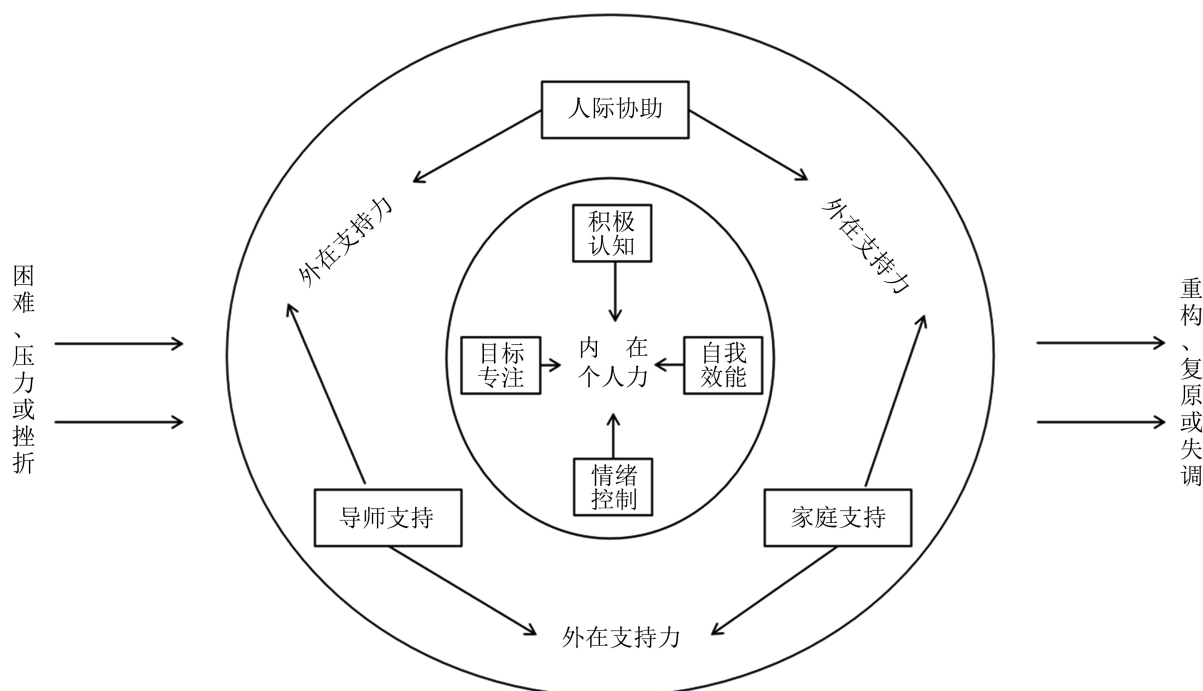 人际协助
外在支持力
外在支持力
积极
认知
困难、压力或挫折
重构、复原或失调
目标
专注
内 在
个人力
自我
效能
情绪
控制
导师支持
家庭支持
外在支持力